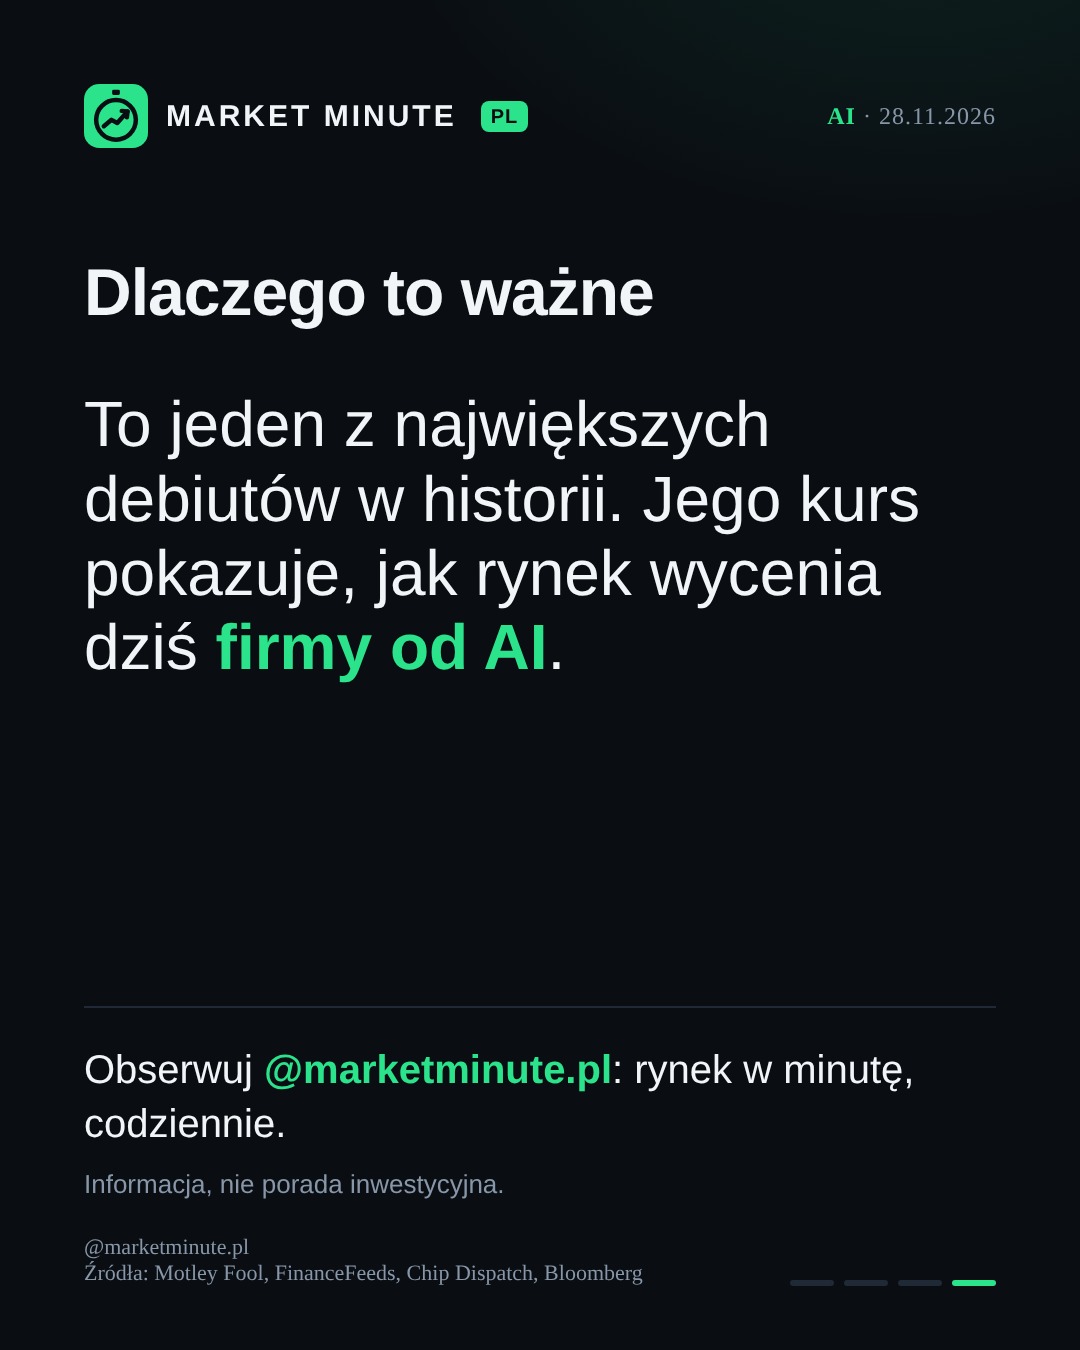 MARKET MINUTE PL
AI · 28.11.2026
Dlaczego to ważne
To jeden z największych
debiutów w historii. Jego kurs
pokazuje, jak rynek wycenia
dziś firmy od AI.
Obserwuj @marketminute.pl: rynek w minutę,
codziennie.
Informacja, nie porada inwestycyjna.
@marketminute.pl
Źródła: Motley Fool, FinanceFeeds, Chip Dispatch, Bloomberg